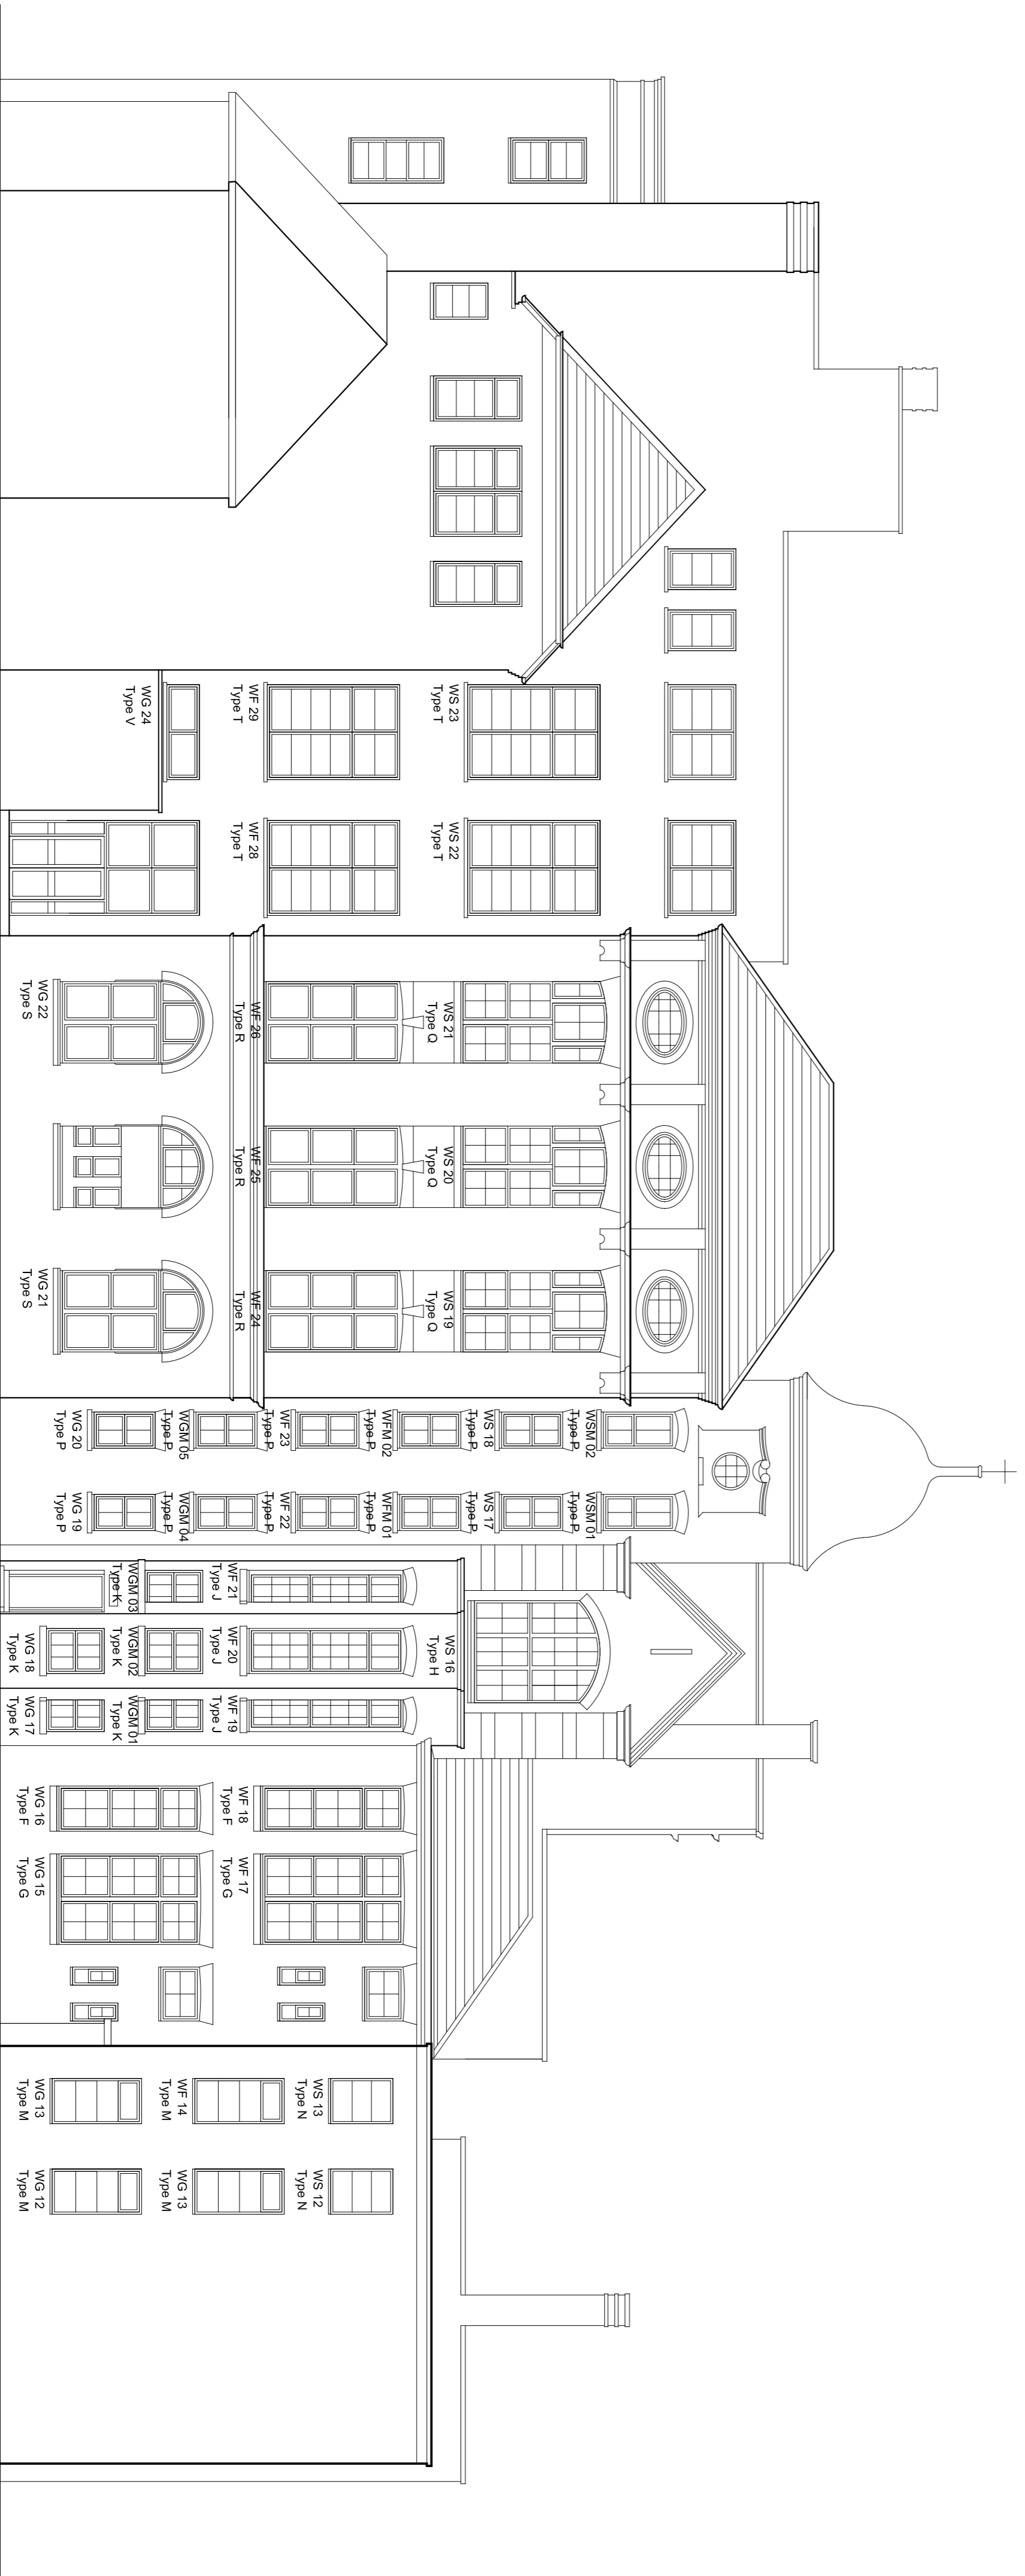 WS 23
Type T
WS 22
Type T
WS 21
Type Q
WS 20
Type Q
WS 19
Type Q
WSM 02
Type P
WSM 01
Type P
WS 18
Type P
WS 17
Type P
WS 16
Type H
WS 13
Type N
WS 12
Type N
WFM 02
Type P
WFM 01
Type P
WF 29
Type T
WF 28
Type T
WF 26
Type R
WF 25
Type R
WF 24
Type R
WF 23
Type P
WF 22
Type P
WF 21
Type J
WF 20
Type J
WF 19
Type J
WF 18
Type F
WF 17
Type G
WF 14
Type M
WG 13
Type M
WGM 05
Type P
WGM 04
Type P
WGM 03
Type K
WGM 02
Type K
WGM 01
Type K
WG 24
Type V
WG 22
Type S
WG 21
Type S
WG 20
Type P
WG 19
Type P
WG 18
Type K
WG 17
Type K
WG 16
Type F
WG 15
Type G
WG 13
Type M
WG 12
Type M